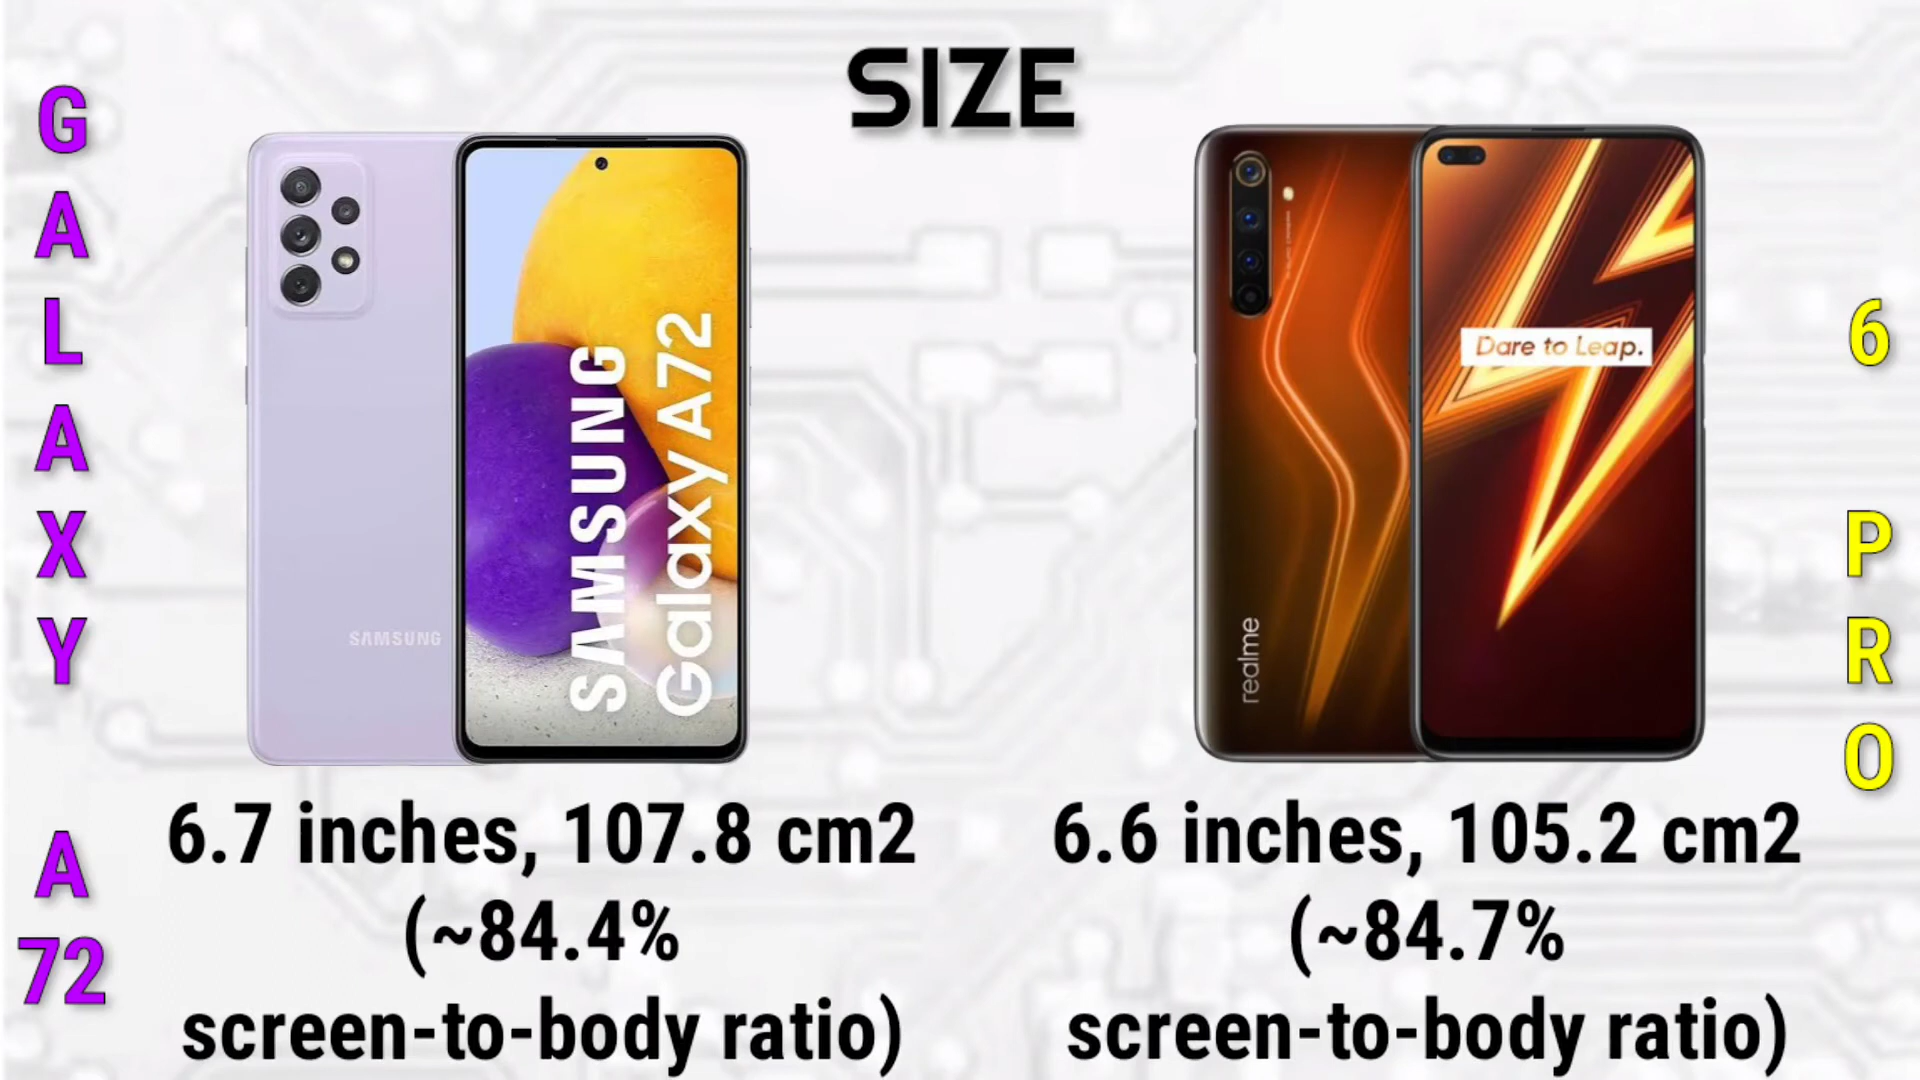 SIZE
GALAXY
A
72
SAMSUNG
SAMSUNG
Galaxy A72
realme
Dare to Leap.
6
PRO
6.7 inches, 107.8 cm2
(~84.4%
screen-to-body ratio)
6.6 inches, 105.2 cm2
(~84.7%
screen-to-body ratio)